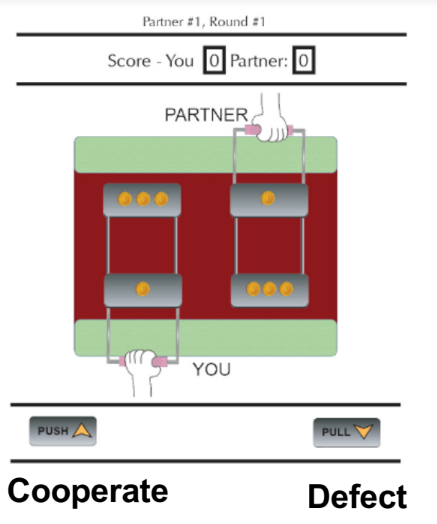 Partner #1, Round #1
Score - You 0 Partner: 0
PARTNER
YOU
PUSH PULL
Cooperate Defect